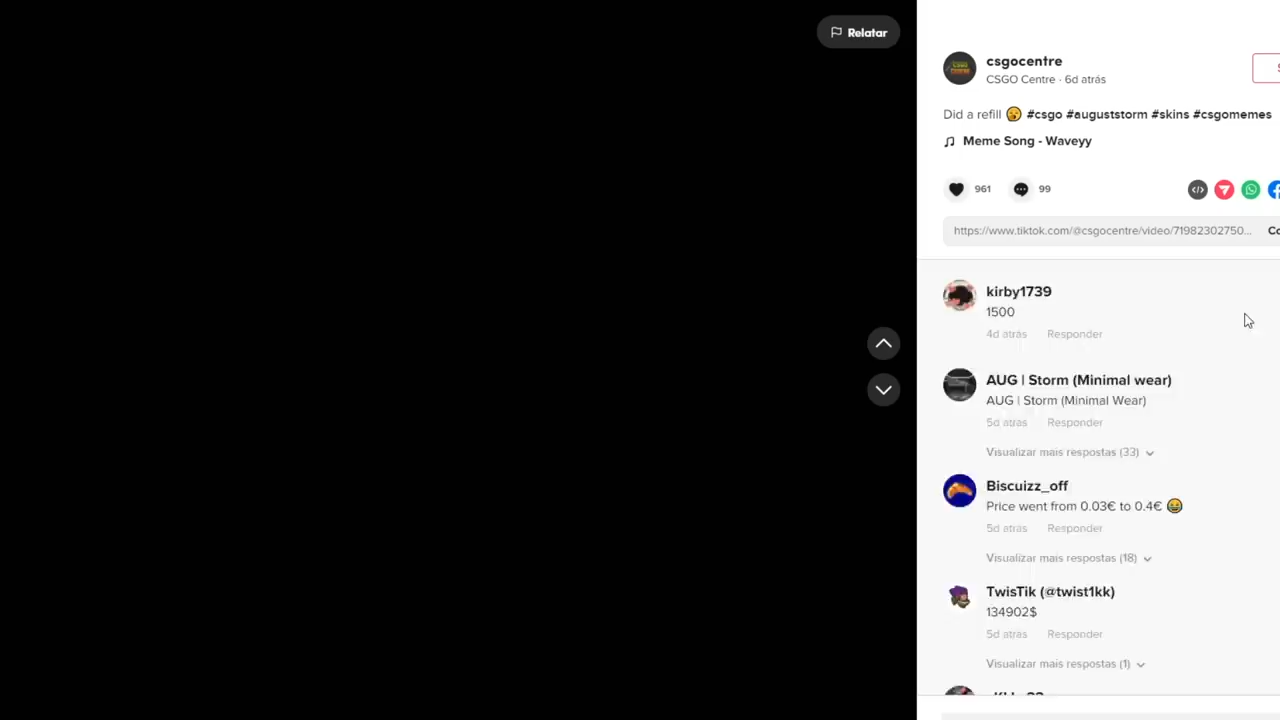 Relatar
csgocentre
CSGO Centre · 6d atrás
S
Did a refill 😮 #csgo #auguststorm #skins #csgomemes
Meme Song - Waveyy
961
99
https://www.tiktok.com/@csgocentre/video/71982302750...
Co
kirby1739
1500
4d atrás Responder
AUG | Storm (Minimal wear)
AUG | Storm (Minimal Wear)
5d atrás Responder
Visualizar mais respostas (33)
Biscuizz_off
Price went from 0.03€ to 0.4€ 😂
5d atrás Responder
Visualizar mais respostas (18)
TwisTik (@twist1kk)
134902$
5d atrás Responder
Visualizar mais respostas (1)